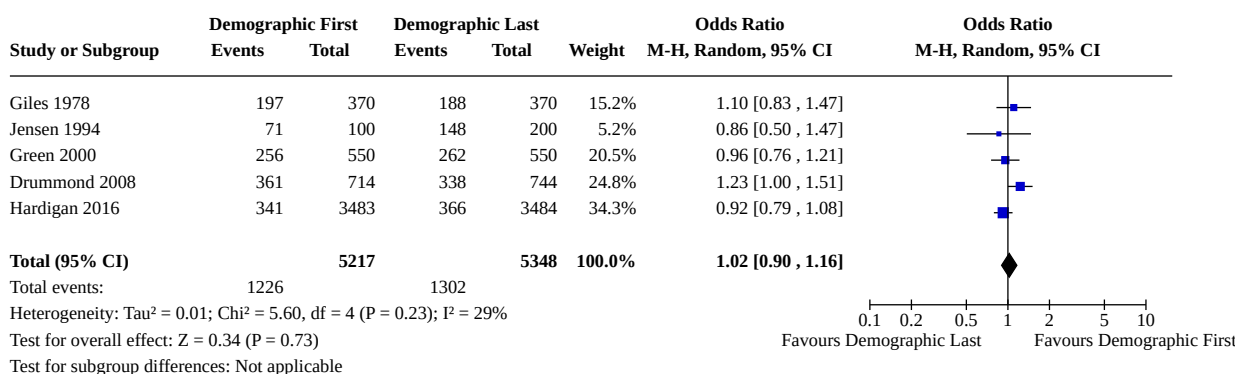 Demographic First Demographic Last Odds Ratio Odds Ratio
Study or Subgroup Events Total Events Total Weight M-H, Random, 95% CI M-H, Random, 95% CI
Giles 1978 197 370 188 370 15.2% 1.10 [0.83 , 1.47]
Jensen 1994 71 100 148 200 5.2% 0.86 [0.50 , 1.47]
Green 2000 256 550 262 550 20.5% 0.96 [0.76 , 1.21]
Drummond 2008 361 714 338 744 24.8% 1.23 [1.00 , 1.51]
Hardigan 2016 341 3483 366 3484 34.3% 0.92 [0.79 , 1.08]
Total (95% CI) 5217 5348 100.0% 1.02 [0.90 , 1.16]
Total events: 1226 1302
Heterogeneity: Tau² = 0.01; Chi² = 5.60, df = 4 (P = 0.23); I² = 29%
0.1 0.2 0.5 1 2 5 10
Test for overall effect: Z = 0.34 (P = 0.73) Favours Demographic Last Favours Demographic First
Test for subgroup differences: Not applicable